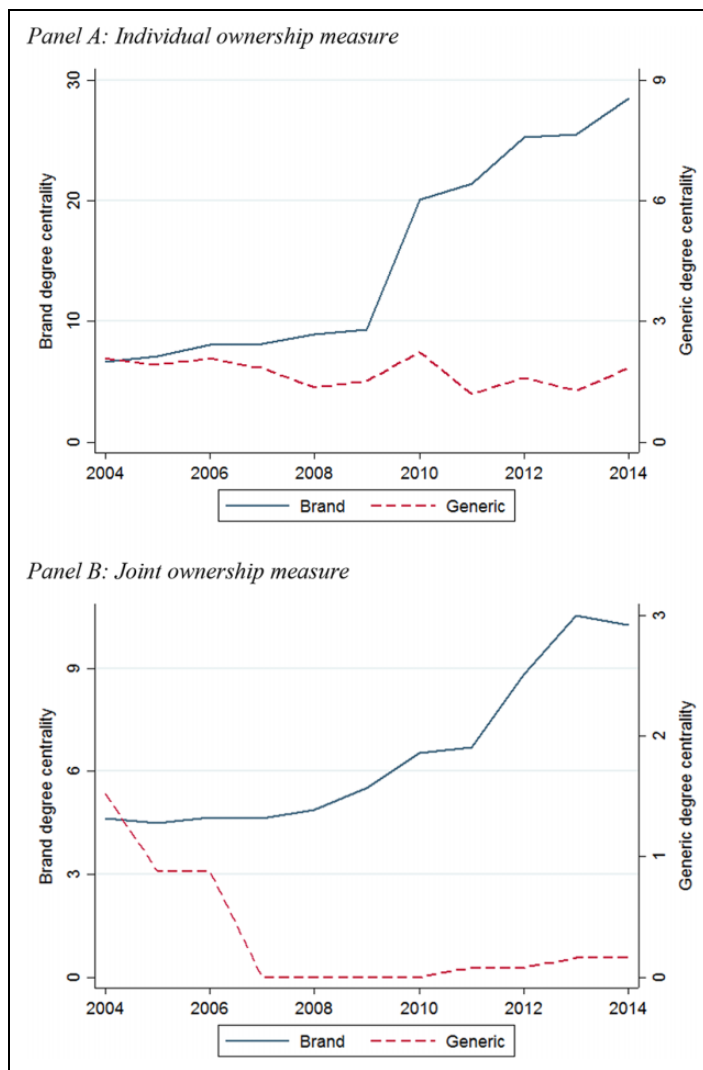 Panel A: Individual ownership measure
30
20
10
0
Brand degree centrality
9
6
3
0
Generic degree centrality
2004 2006 2008 2010 2012 2014
Brand Generic
Panel B: Joint ownership measure
9
6
3
0
Brand degree centrality
3
2
1
0
Generic degree centrality
2004 2006 2008 2010 2012 2014
Brand Generic